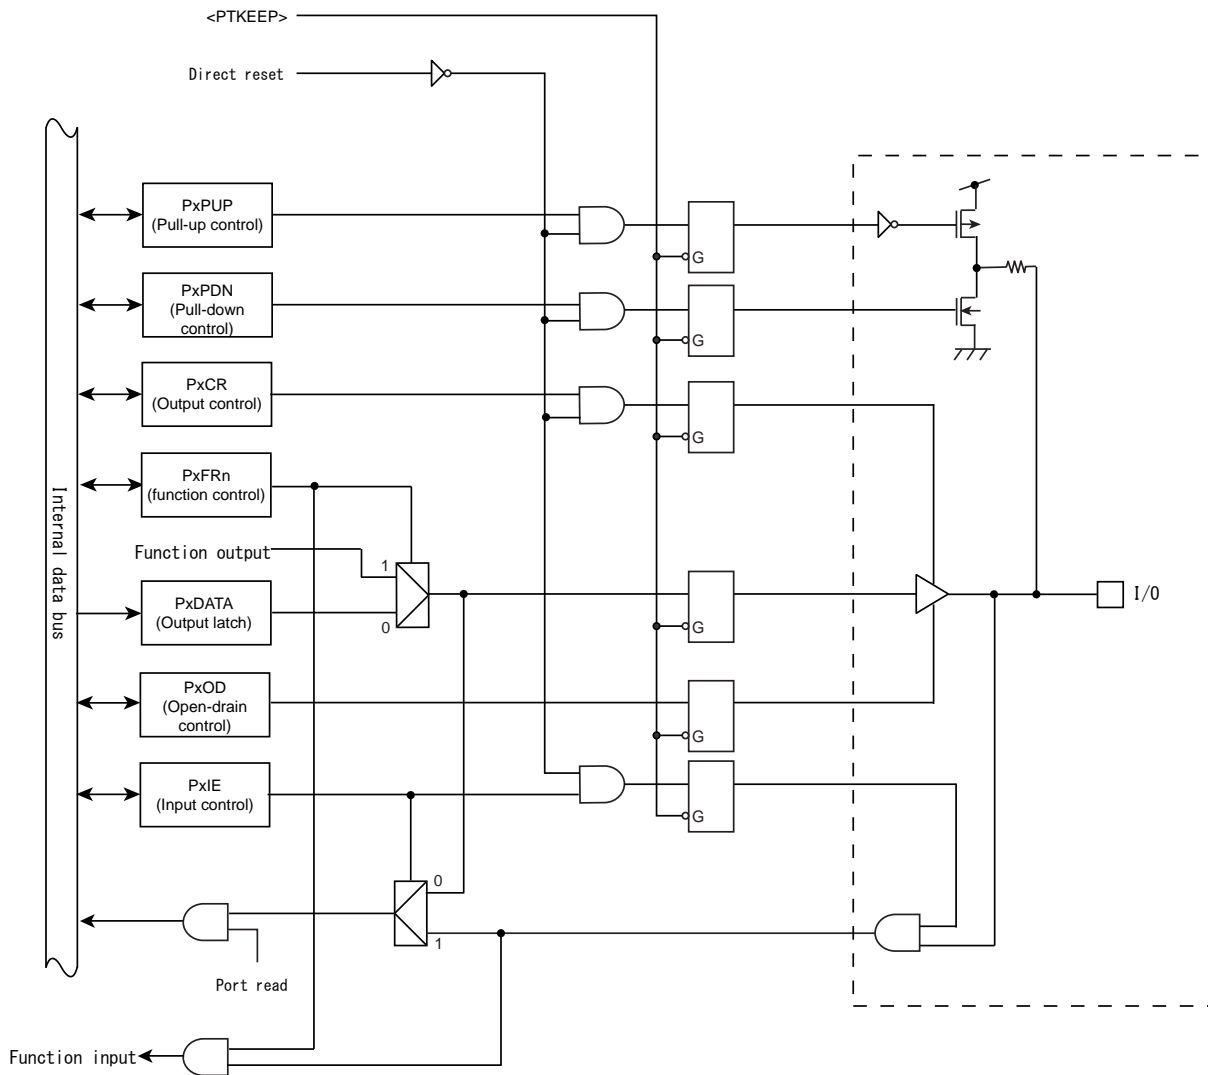 <PTKEEP>
Direct reset
PxPUP
(Pull-up control)
G
PxPDN
(Pull-down
control)
G
PxCR
(Output control)
G
PxFRn
(function control)
Internal data bus
Function output
1
PxDATA
(Output latch)
0
G
I/O
PxOD
(Open-drain
control)
G
PxIE
(Input control)
G
0
1
Port read
Function input